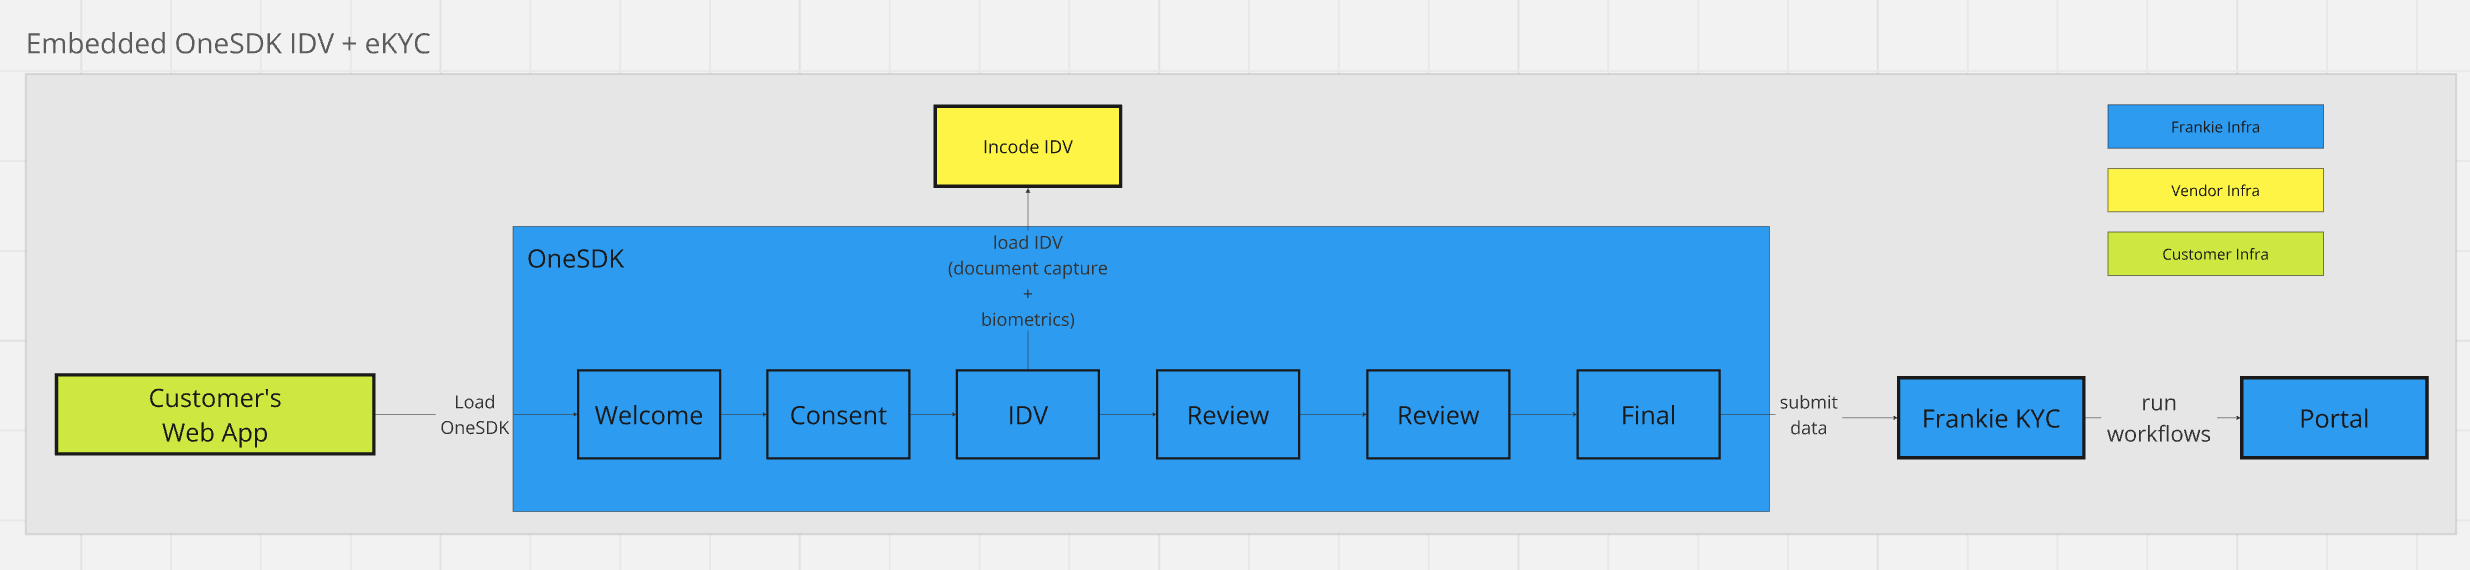 Embedded OneSDK IDV + eKYC
Incode IDV
Frankie Infra
Vendor Infra
Customer Infra
OneSDK
load IDV
(document capture
+
biometrics)
Customer's
Web App
Load
OneSDK
Welcome
Consent
IDV
Review
Review
Final
submit
data
Frankie KYC
run
workflows
Portal